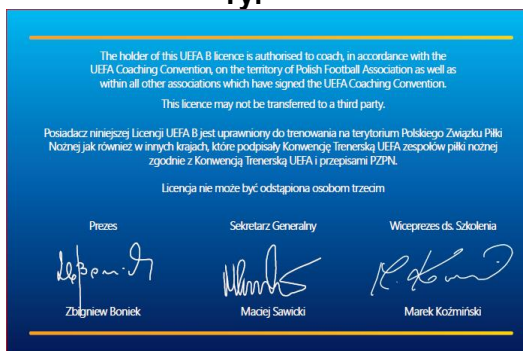 The holder of this UEFA B licence is authorised to coach, in accordance with the
UEFA Coaching Convention, on the territory of Polish Football Association as well as
within all other associations which have signed the UEFA Coaching Convention.
This licence may not be transferred to a third party.
Posiadacz niniejszej Licencji UEFA B jest uprawniony do trenowania na terytorium Polskiego Związku Piłki
Nożnej jak również w innych krajach, które podpisały Konwencję Trenerską UEFA zespołów piłki nożnej
zgodnie z Konwencją Trenerską UEFA i przepisami PZPN.
Licencja nie może być odstąpiona osobom trzecim
Prezes Sekretarz Generalny Wiceprezes ds. Szkolenia
Zbigniew Boniek Maciej Sawicki Marek Koźmiński